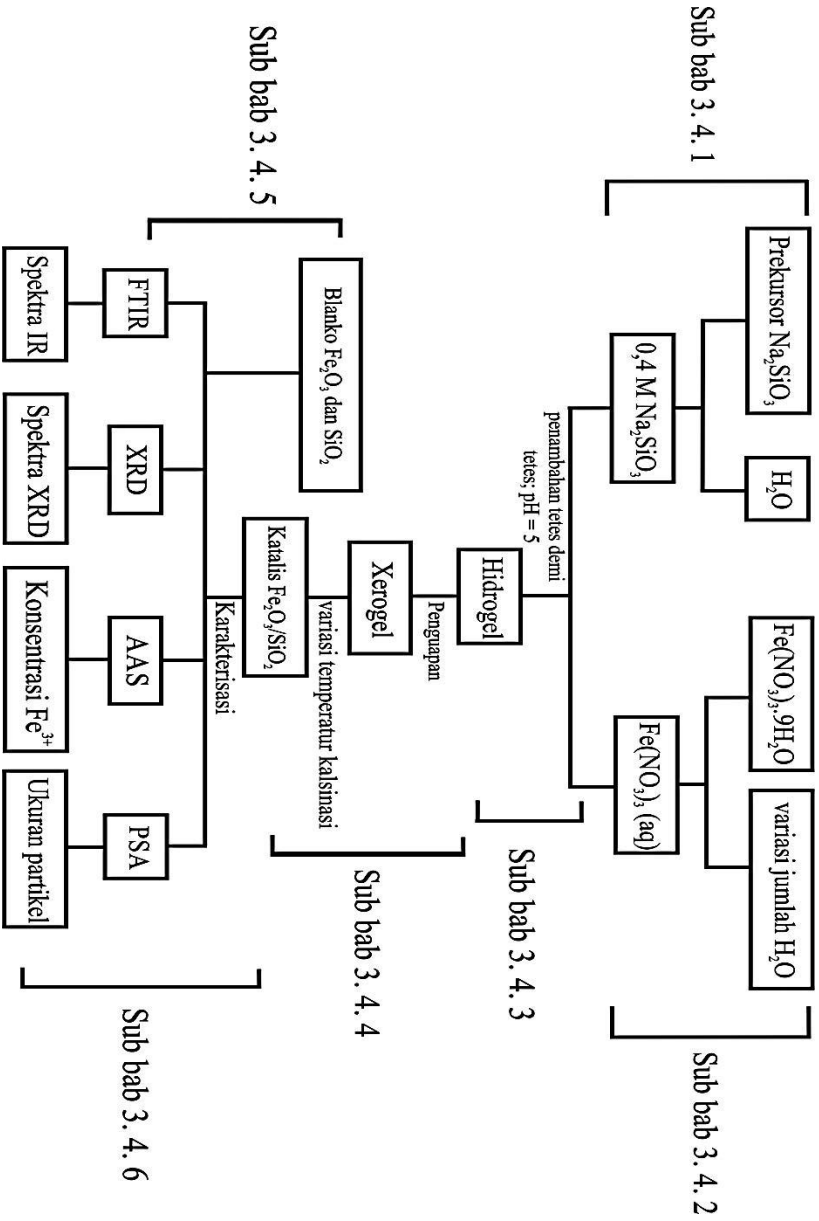 Sub bab 3. 4. 1
Prekursor Na₂SiO₃
H₂O
Fe(NO₃)₃.9H₂O
variasi jumlah H₂O
Sub bab 3. 4. 2
0,4 M Na₂SiO₃
Fe(NO₃)₃ (aq)
penambahan tetes demi
tetes; pH = 5
Hidrogel
Sub bab 3. 4. 3
Penguapan
Xerogel
variasi temperatur kalsinasi
Sub bab 3. 4. 4
Blanko Fe₂O₃ dan SiO₂
Katalis Fe₂O₃/SiO₂
Sub bab 3. 4. 5
Karakterisasi
FTIR
XRD
AAS
PSA
Sub bab 3. 4. 6
Spektra IR
Spektra XRD
Konsentrasi Fe³⁺
Ukuran partikel